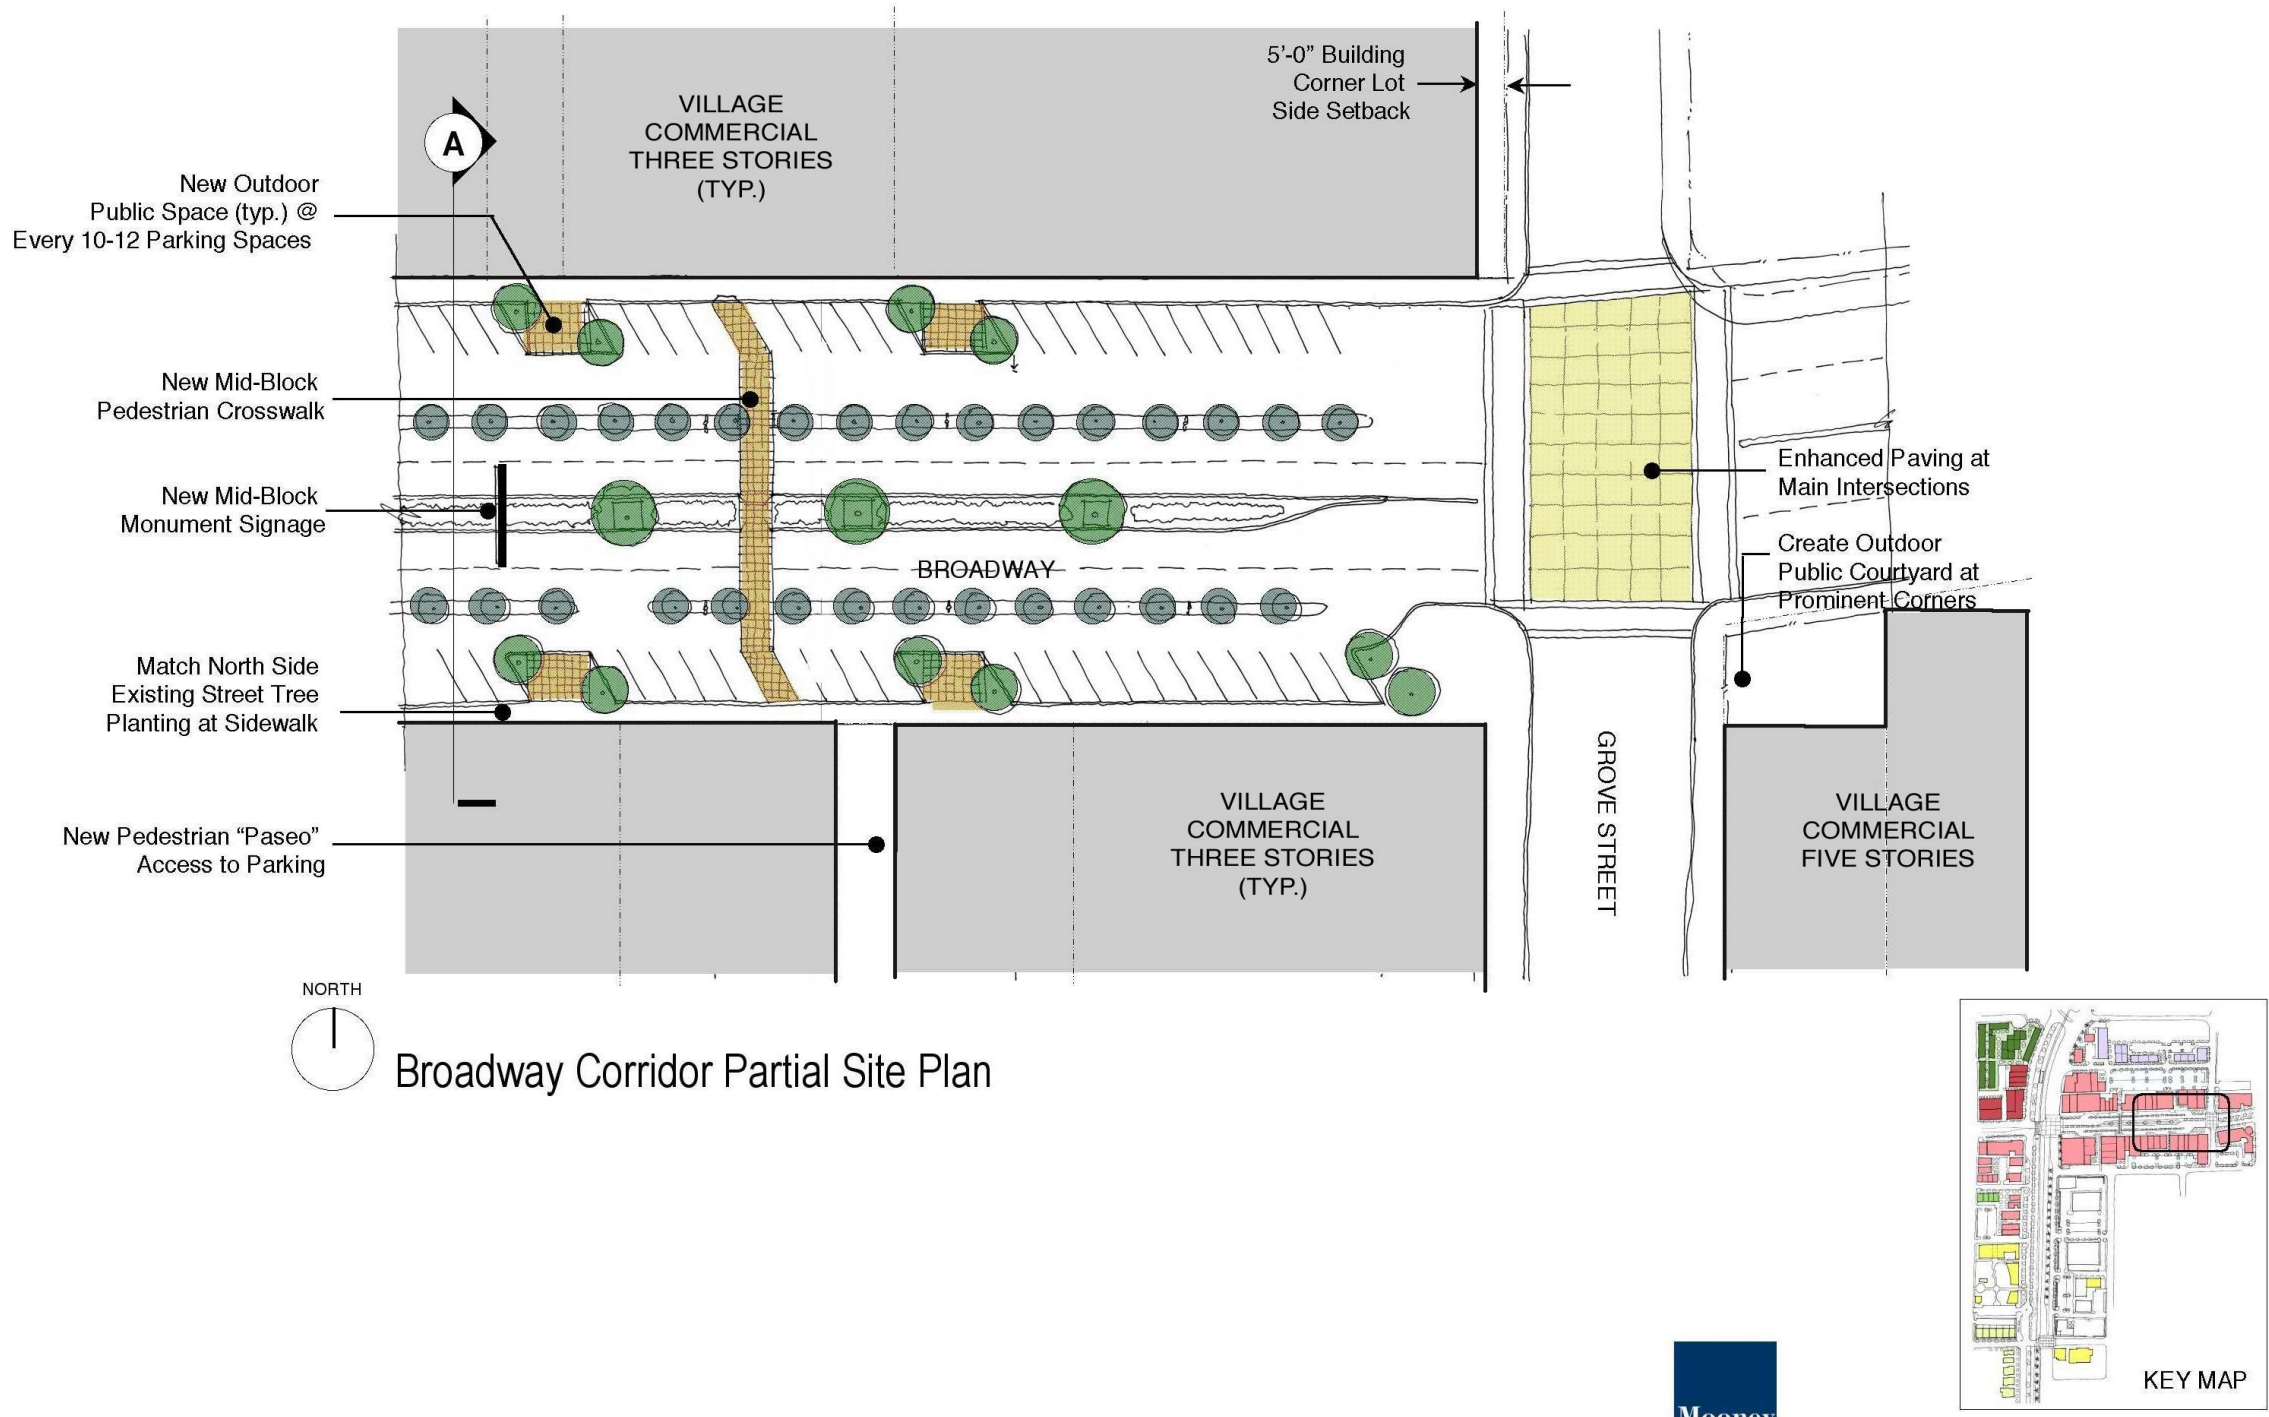 5’-0” Building
Corner Lot
Side Setback
VILLAGE
COMMERCIAL
THREE STORIES
(TYP.)
A
New Outdoor
Public Space (typ.) @
Every 10-12 Parking Spaces
New Mid-Block
Pedestrian Crosswalk
New Mid-Block
Monument Signage
Enhanced Paving at
Main Intersections
Create Outdoor
Public Courtyard at
Prominent Corners
BROADWAY
Match North Side
Existing Street Tree
Planting at Sidewalk
New Pedestrian “Paseo”
Access to Parking
VILLAGE
COMMERCIAL
THREE STORIES
(TYP.)
GROVE STREET
VILLAGE
COMMERCIAL
FIVE STORIES
NORTH
Broadway Corridor Partial Site Plan
KEY MAP
Mooney